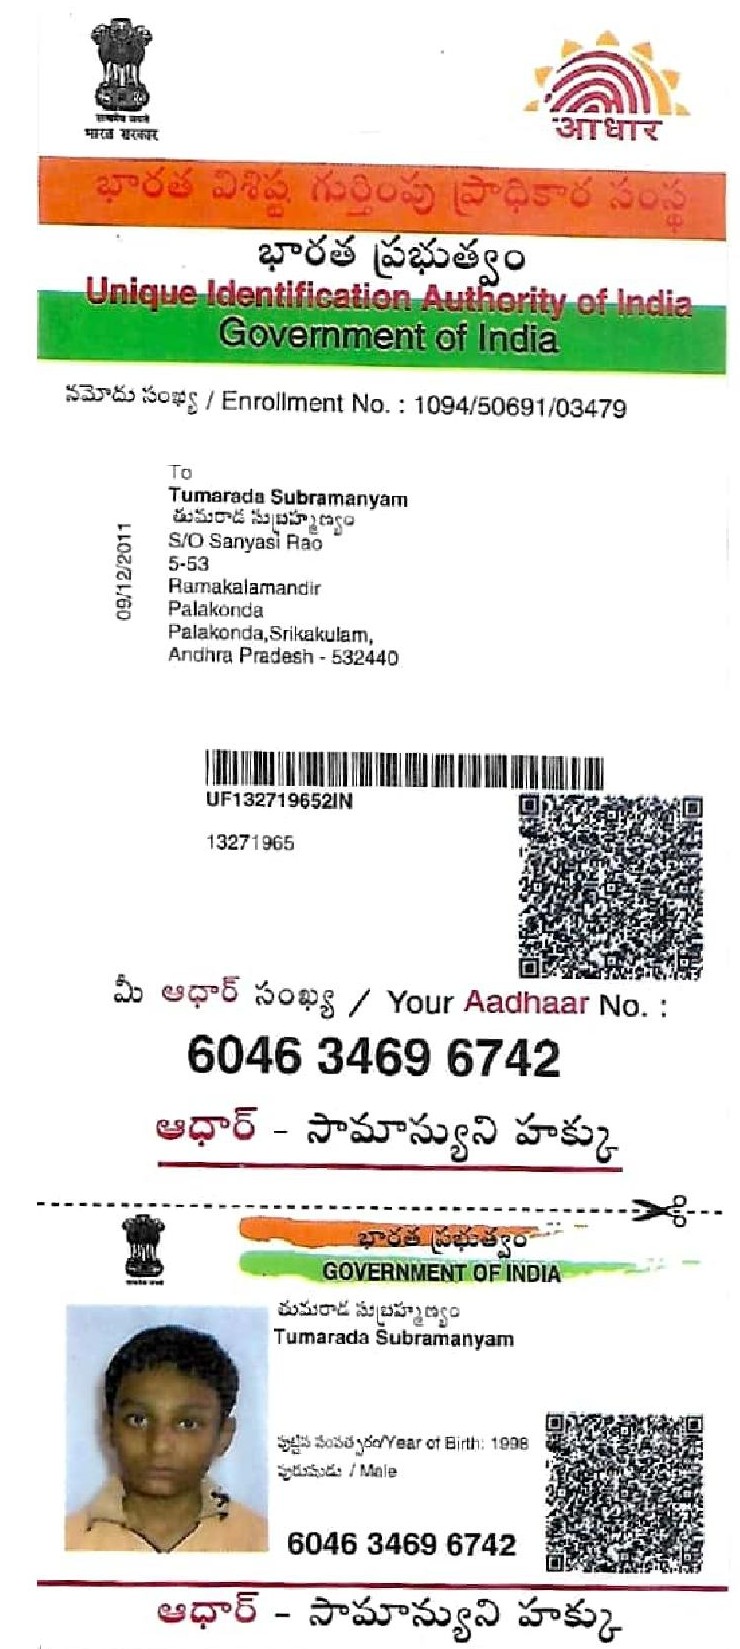 सत्यमेव जयते
भारत सरकार
आधार
భారత విశిష్ట గుర్తింపు ప్రాధికార సంస్థ
భారత ప్రభుత్వం
Unique Identification Authority of India
Government of India
నమోదు సంఖ్య / Enrollment No. : 1094/50691/03479
09/12/2011
To
Tumarada Subramanyam
తుమరాడ సుబ్రహ్మణ్యం
S/O Sanyasi Rao
5-53
Ramakalamandir
Palakonda
Palakonda,Srikakulam,
Andhra Pradesh - 532440
UF132719652IN
13271965
మీ ఆధార్ సంఖ్య / Your Aadhaar No. :
6046 3469 6742
ఆధార్ - సామాన్యుని హక్కు
భారత ప్రభుత్వం
GOVERNMENT OF INDIA
తుమరాడ సుబ్రహ్మణ్యం
Tumarada Subramanyam
పుట్టిన సంవత్సరం/Year of Birth: 1998
పురుషుడు / Male
6046 3469 6742
ఆధార్ - సామాన్యుని హక్కు